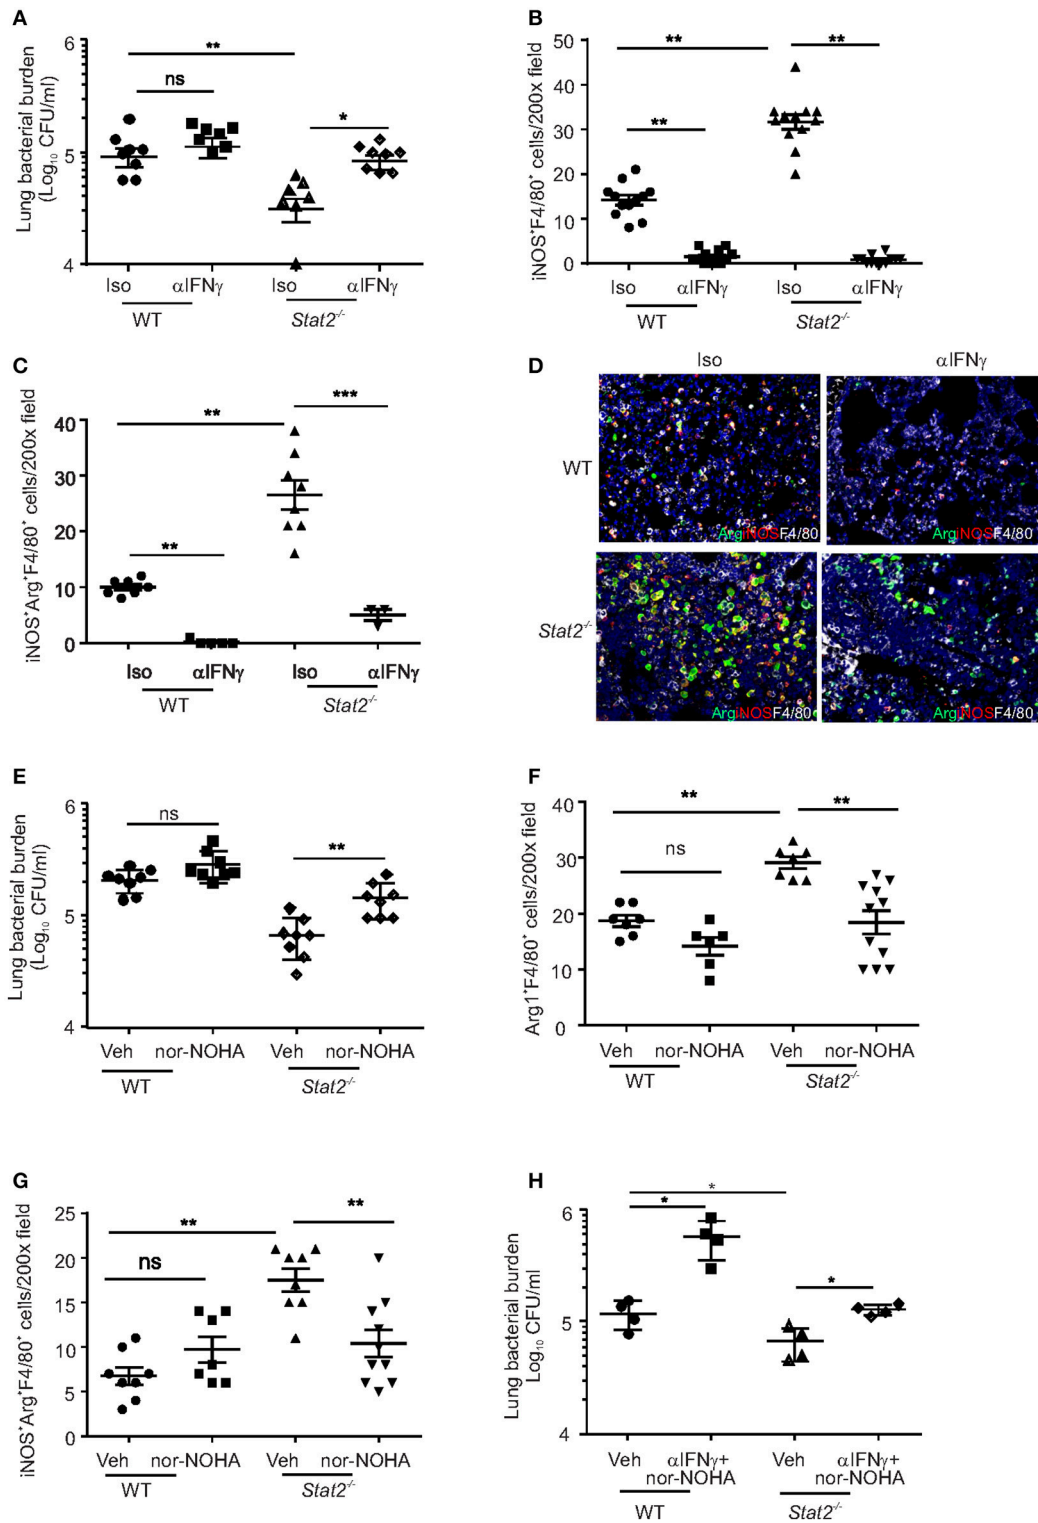 A
Lung bacterial burden
(Log₁₀ CFU/ml)
6
5
4
**
ns
*
Iso
αIFNγ
Iso
αIFNγ
WT
Stat2⁻/⁻
B
iNOS⁺F4/80⁺ cells/200x field
50
40
30
20
10
0
**
**
**
Iso
αIFNγ
Iso
αIFNγ
WT
Stat2⁻/⁻
C
iNOS⁺Arg⁺F4/80⁺ cells/200x field
40
30
20
10
0
**
***
**
Iso
αIFNγ
Iso
αIFNγ
WT
Stat2⁻/⁻
D
Iso
αIFNγ
WT
ArgiNOSF4/80
ArgiNOSF4/80
Stat2⁻/⁻
ArgiNOSF4/80
ArgiNOSF4/80
E
Lung bacterial burden
(Log₁₀ CFU/ml)
6
5
4
ns
**
Veh
nor-NOHA
Veh
nor-NOHA
WT
Stat2⁻/⁻
F
Arg1⁺F4/80⁺ cells/200x field
40
30
20
10
0
**
**
ns
Veh
nor-NOHA
Veh
nor-NOHA
WT
Stat2⁻/⁻
G
iNOS⁺Arg⁺F4/80⁺ cells/200x field
25
20
15
10
5
0
**
**
ns
Veh
nor-NOHA
Veh
nor-NOHA
WT
Stat2⁻/⁻
H
Lung bacterial burden
Log₁₀ CFU/ml)
6
5
4
*
*
*
Veh
αIFNγ+
nor-NOHA
Veh
αIFNγ+
nor-NOHA
WT
Stat2⁻/⁻